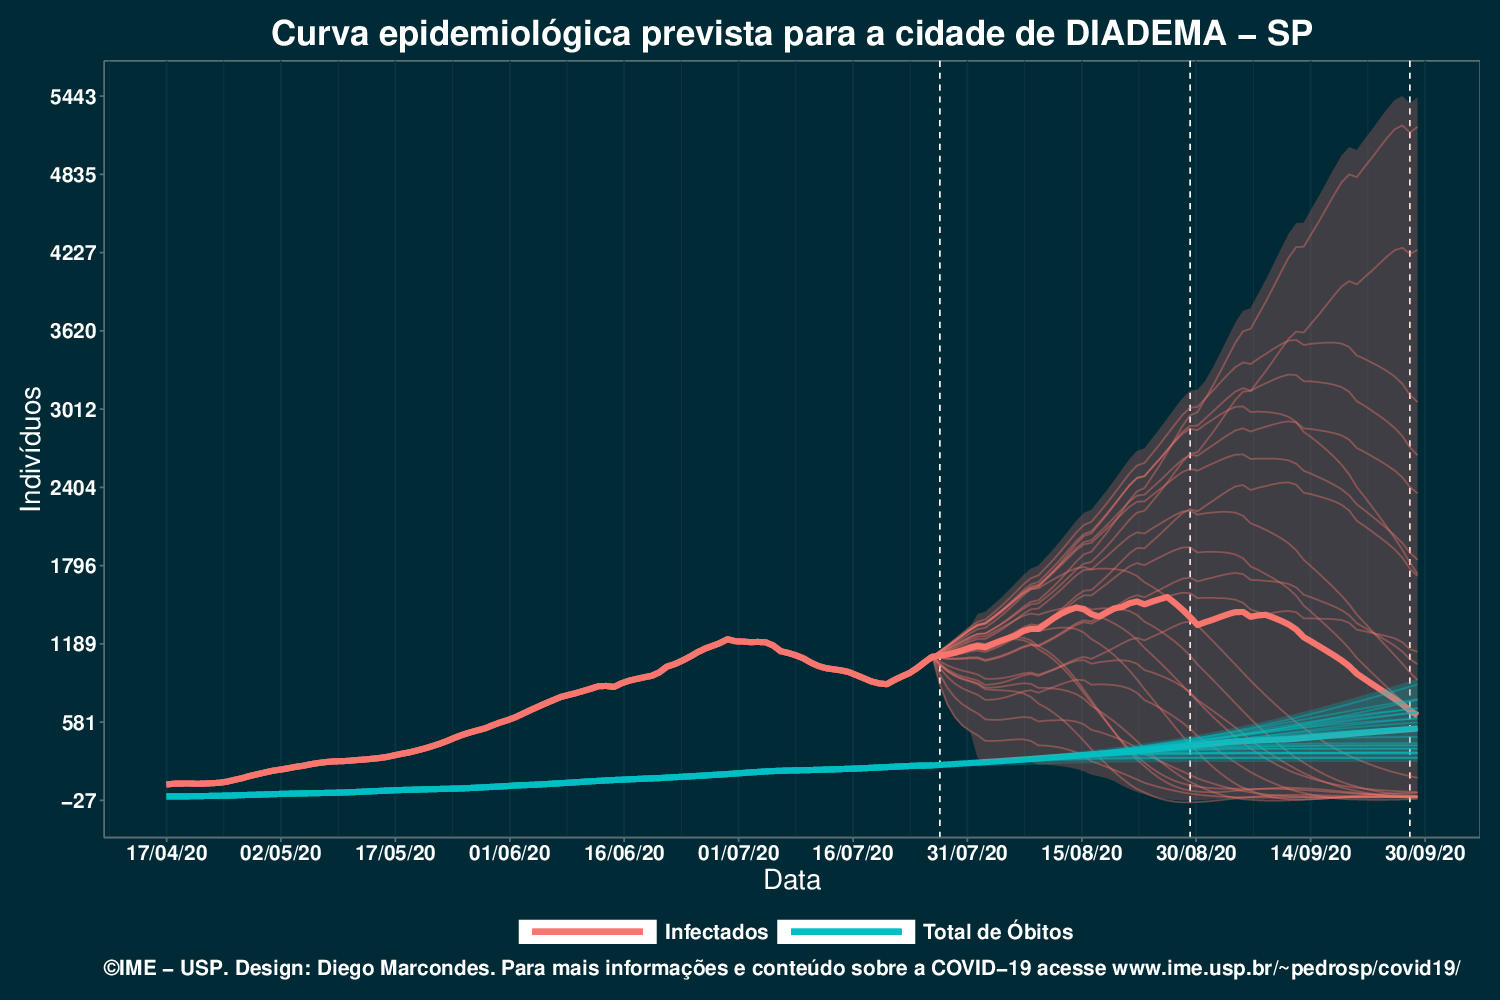 Curva epidemiológica prevista para a cidade de DIADEMA − SP
Indivíduos
5443
4835
4227
3620
3012
2404
1796
1189
581
−27
17/04/20 02/05/20 17/05/20 01/06/20 16/06/20 01/07/20 16/07/20 31/07/20 15/08/20 30/08/20 14/09/20 30/09/20
Data
Infectados Total de Óbitos
©IME − USP. Design: Diego Marcondes. Para mais informações e conteúdo sobre a COVID−19 acesse www.ime.usp.br/~pedrosp/covid19/